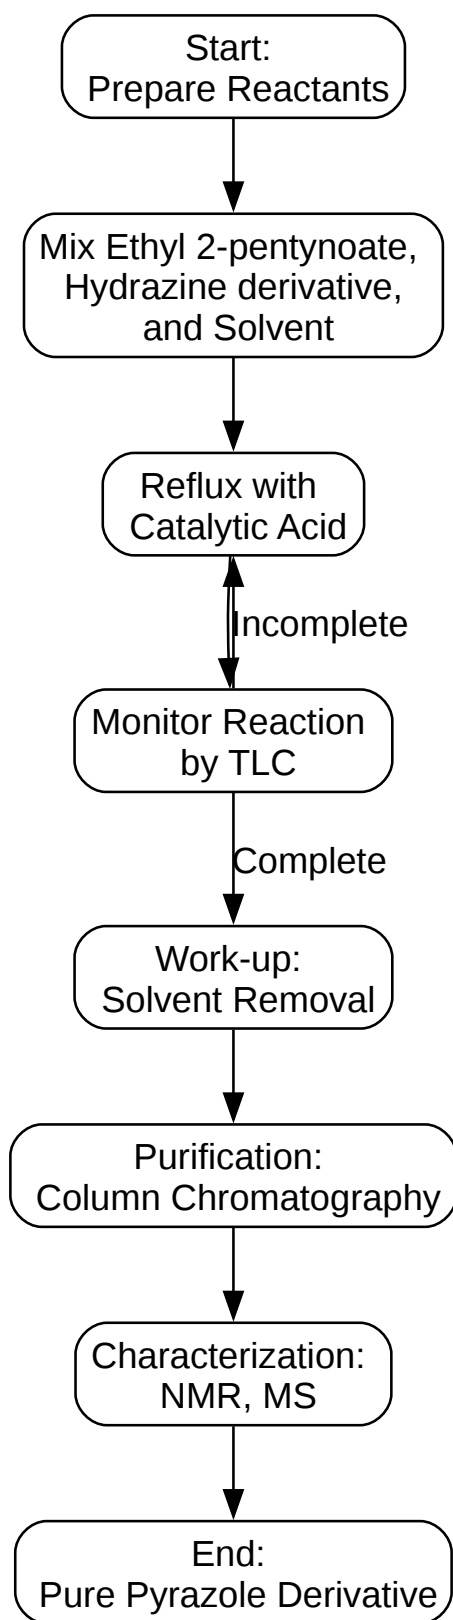 Start:
Prepare Reactants
Mix Ethyl 2-pentynoate,
Hydrazine derivative,
and Solvent
Reflux with
Catalytic Acid
Incomplete
Monitor Reaction
by TLC
Complete
Work-up:
Solvent Removal
Purification:
Column Chromatography
Characterization:
NMR, MS
End:
Pure Pyrazole Derivative